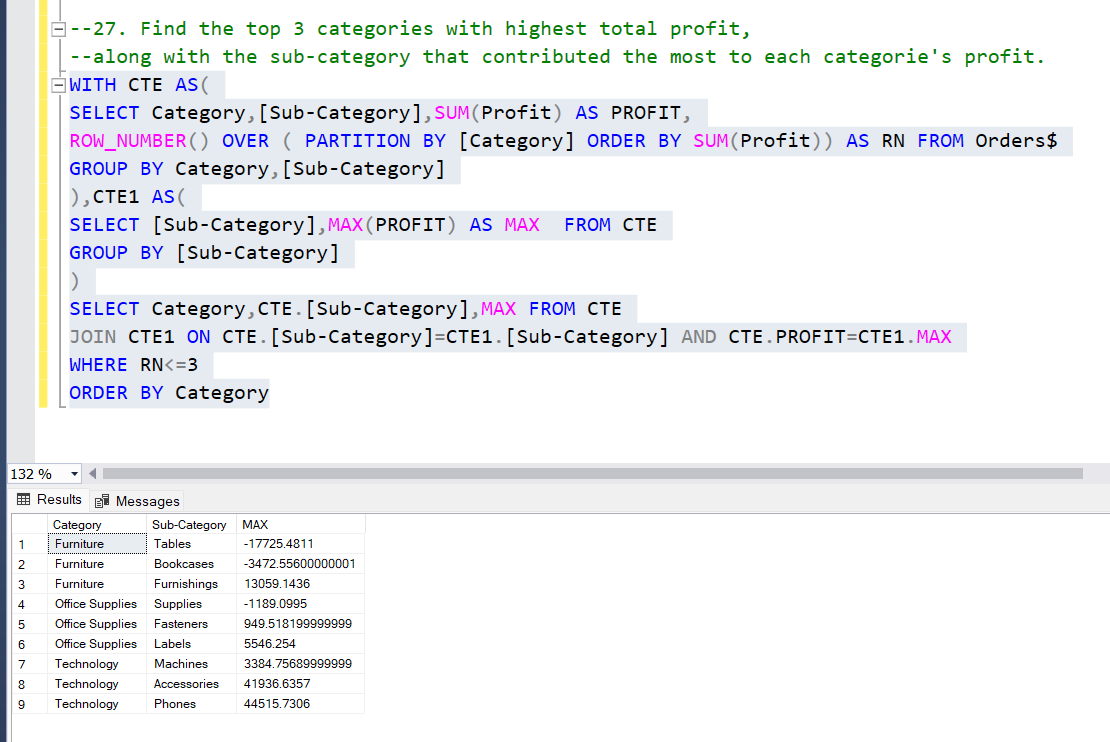 --27. Find the top 3 categories with highest total profit,
--along with the sub-category that contributed the most to each categorie's profit.
WITH CTE AS(
SELECT Category,[Sub-Category],SUM(Profit) AS PROFIT,
ROW_NUMBER() OVER ( PARTITION BY [Category] ORDER BY SUM(Profit)) AS RN FROM Orders$
GROUP BY Category,[Sub-Category]
),CTE1 AS(
SELECT [Sub-Category],MAX(PROFIT) AS MAX  FROM CTE
GROUP BY [Sub-Category]
)
SELECT Category,CTE.[Sub-Category],MAX FROM CTE
JOIN CTE1 ON CTE.[Sub-Category]=CTE1.[Sub-Category] AND CTE.PROFIT=CTE1.MAX
WHERE RN<=3
ORDER BY Category
132 %
Results Messages
Category Sub-Category MAX
1 Furniture Tables -17725.4811
2 Furniture Bookcases -3472.55600000001
3 Furniture Furnishings 13059.1436
4 Office Supplies Supplies -1189.0995
5 Office Supplies Fasteners 949.518199999999
6 Office Supplies Labels 5546.254
7 Technology Machines 3384.75689999999
8 Technology Accessories 41936.6357
9 Technology Phones 44515.7306